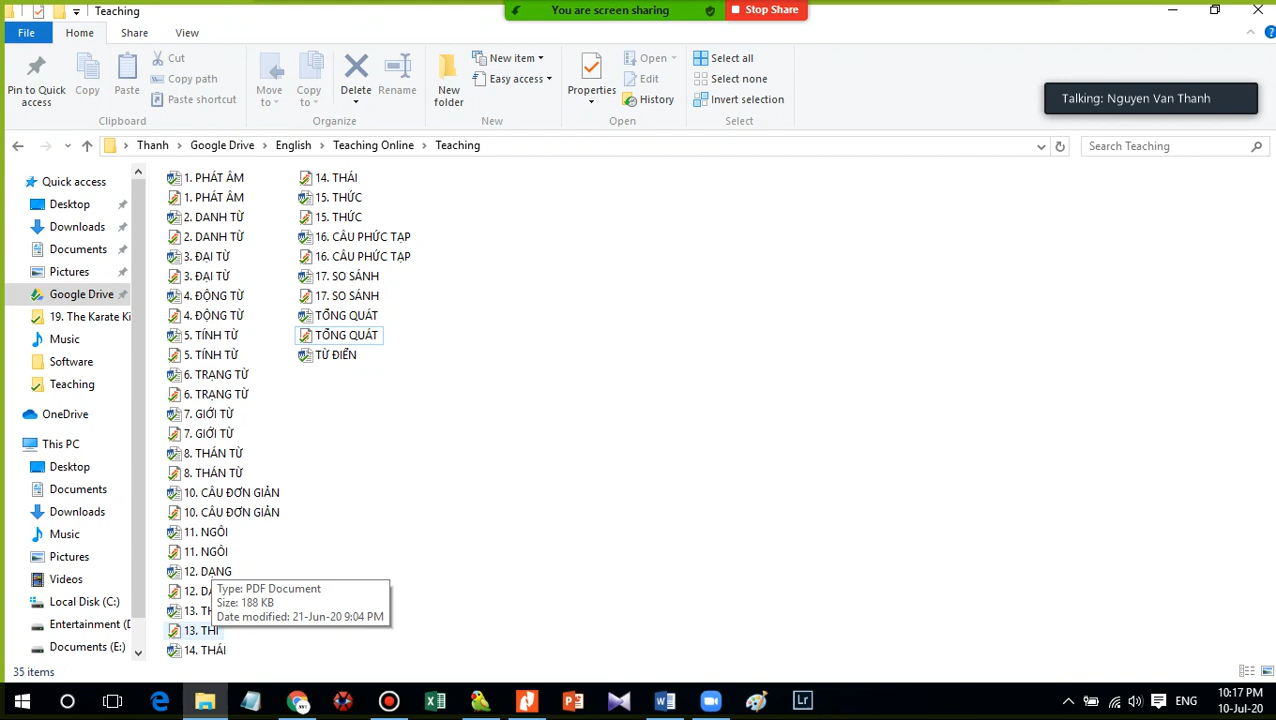 Teaching
You are screen sharing
Stop Share
File
Home
Share
View
Pin to Quick access
Copy
Paste
Cut
Copy path
Paste shortcut
Clipboard
Move to
Copy to
Delete
Rename
Organize
New folder
New item
Easy access
New
Properties
Open
Edit
History
Open
Select all
Select none
Invert selection
Select
Talking: Nguyen Van Thanh
Thanh
Google Drive
English
Teaching Online
Teaching
Search Teaching
Quick access
Desktop
Downloads
Documents
Pictures
Google Drive
19. The Karate Ki
Music
Software
Teaching
OneDrive
This PC
Desktop
Documents
Downloads
Music
Pictures
Videos
Local Disk (C:)
Entertainment (D
Documents (E:)
1. PHÁT ÂM
1. PHÁT ÂM
2. DANH TỪ
2. DANH TỪ
3. ĐẠI TỪ
3. ĐẠI TỪ
4. ĐỘNG TỪ
4. ĐỘNG TỪ
5. TÍNH TỪ
5. TÍNH TỪ
6. TRẠNG TỪ
6. TRẠNG TỪ
7. GIỚI TỪ
7. GIỚI TỪ
8. THÁN TỪ
8. THÁN TỪ
10. CÂU ĐƠN GIẢN
10. CÂU ĐƠN GIẢN
11. NGÔI
11. NGÔI
12. DẠNG
12. DẠ
13. TH
13. THÌ
14. THÁI
Type: PDF Document
Size: 188 KB
Date modified: 21-Jun-20 9:04 PM
14. THÁI
15. THỨC
15. THỨC
16. CÂU PHỨC TẠP
16. CÂU PHỨC TẠP
17. SO SÁNH
17. SO SÁNH
TỔNG QUÁT
TỔNG QUÁT
TỪ ĐIỂN
35 items
Lr
ENG
10:17 PM
10-Jul-20